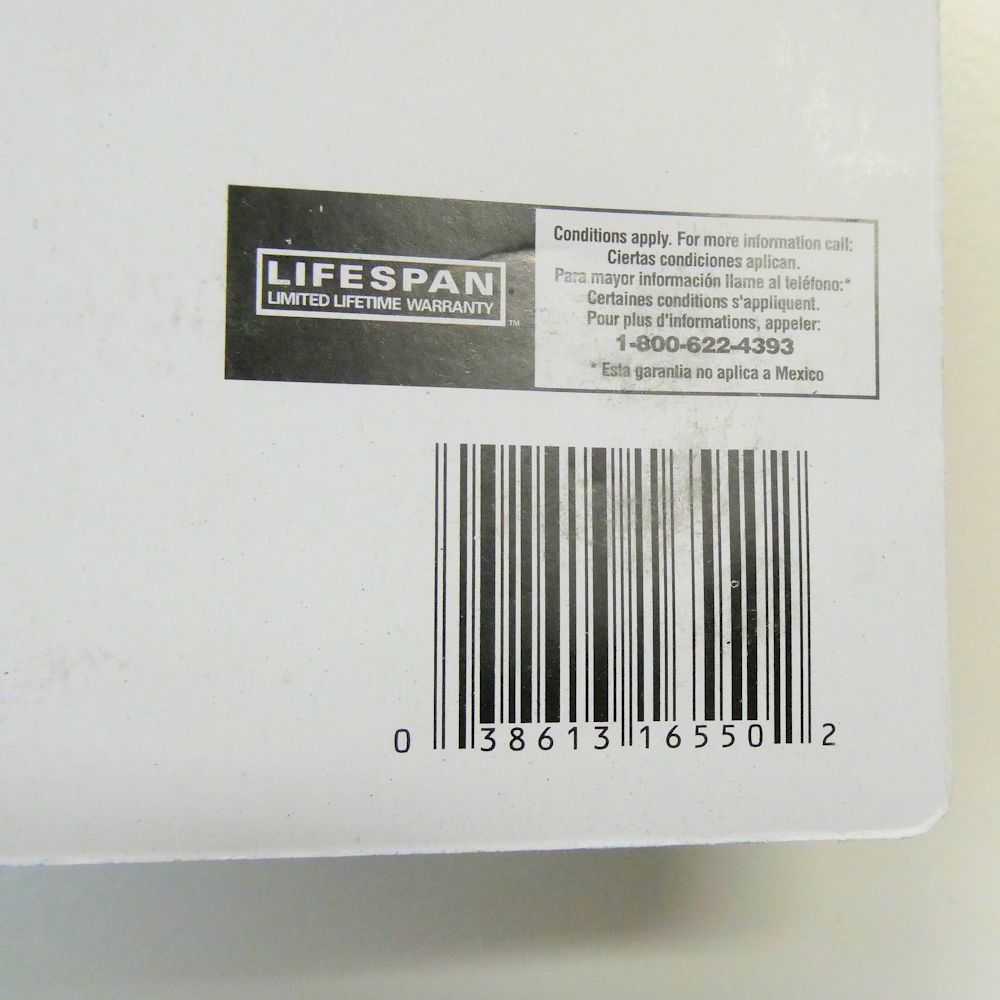 LIFESPAN
LIMITED LIFETIME WARRANTY
™
Conditions apply. For more information call:
Ciertas condiciones aplican.
Para mayor información llame al teléfono:*
Certaines conditions s'appliquent.
Pour plus d'informations, appeler:
1-800-622-4393
* Esta garantia no aplica a Mexico
0 38613 16550 2